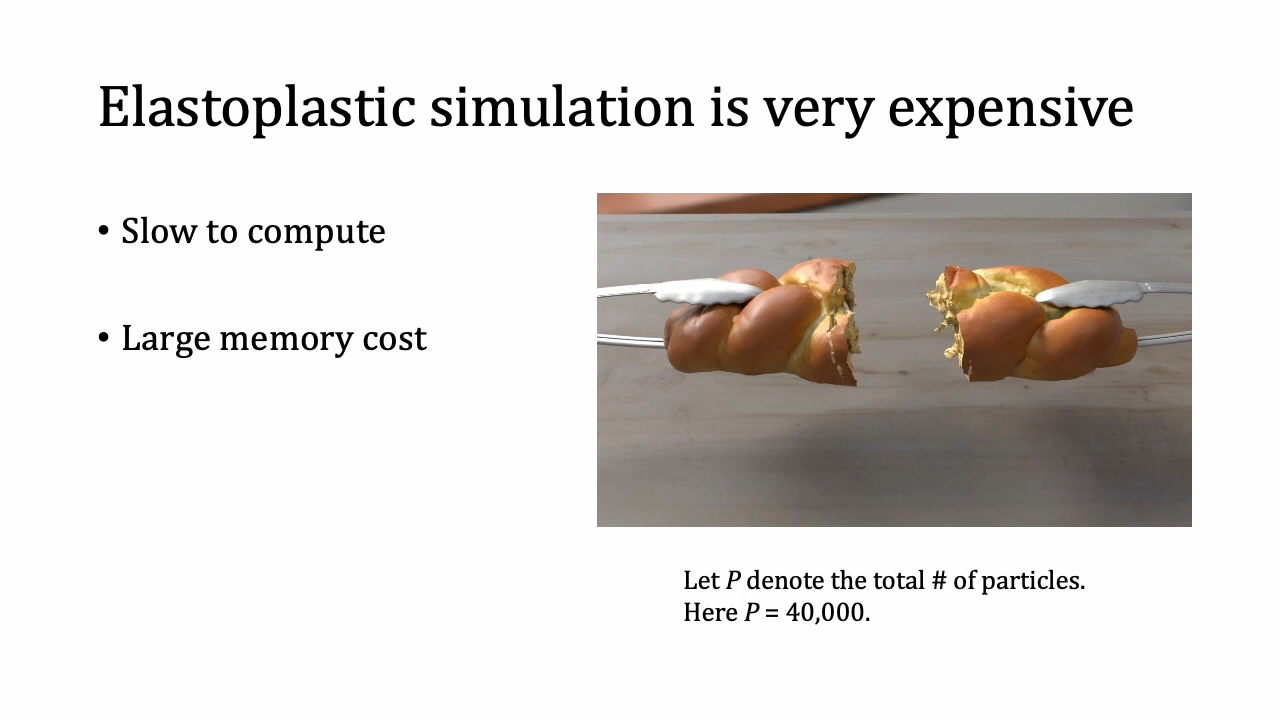 Elastoplastic simulation is very expensive
• Slow to compute
• Large memory cost
Let P denote the total # of particles.
Here P = 40,000.